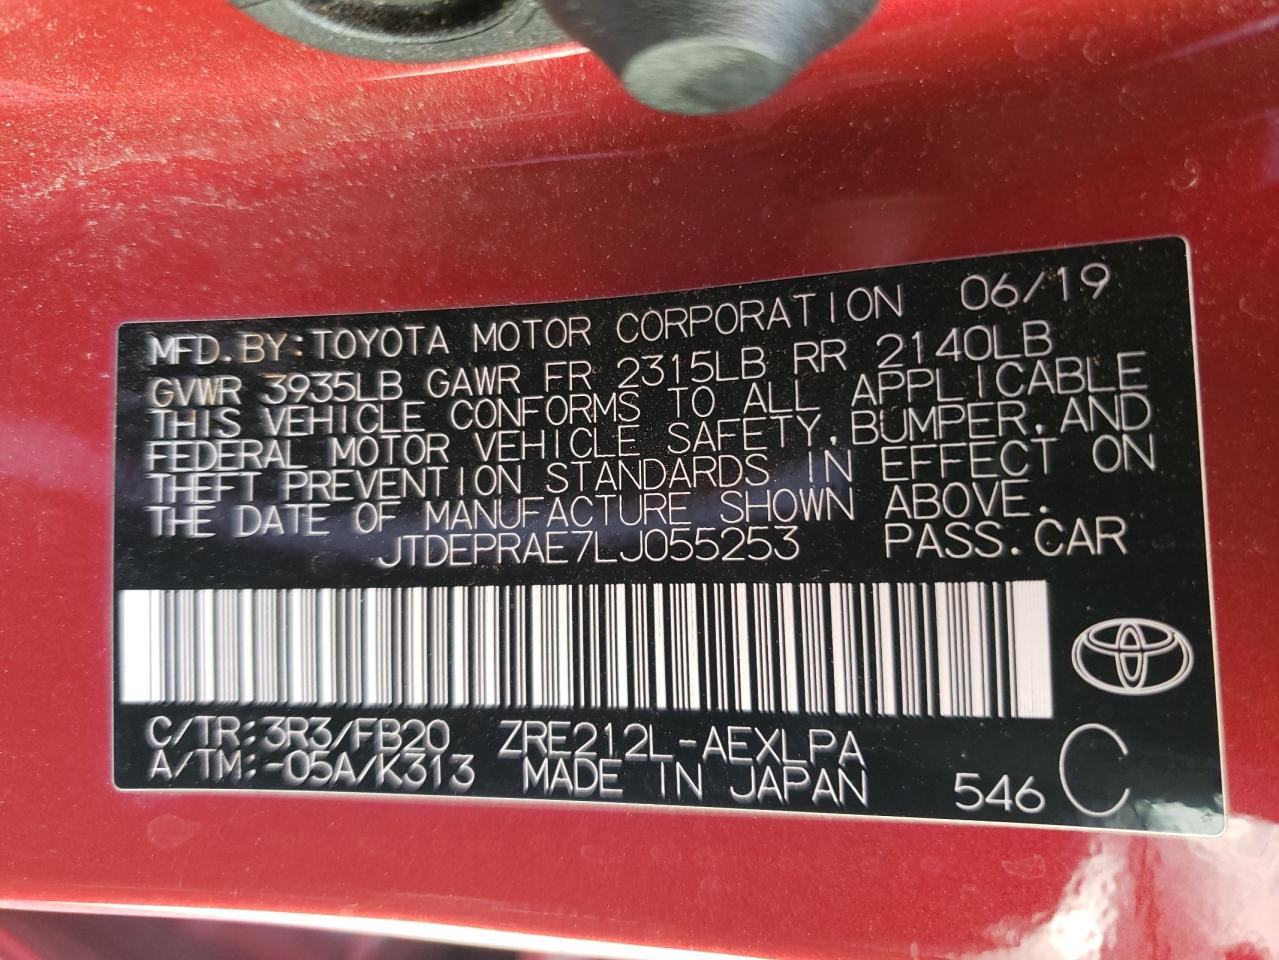 MFD.BY:TOYOTA MOTOR CORPORATION 06/19
GVWR 3935LB GAWR FR 2315LB RR 2140LB
THIS VEHICLE CONFORMS TO ALL APPLICABLE
FEDERAL MOTOR VEHICLE SAFETY,BUMPER,AND
THEFT PREVENTION STANDARDS IN EFFECT ON
THE DATE OF MANUFACTURE SHOWN ABOVE.
JTDEPRAE7LJ055253 PASS.CAR
C/TR:3R3/FB20 ZRE212L-AEXLPA
A/TM:-05A/K313 MADE IN JAPAN 546 C